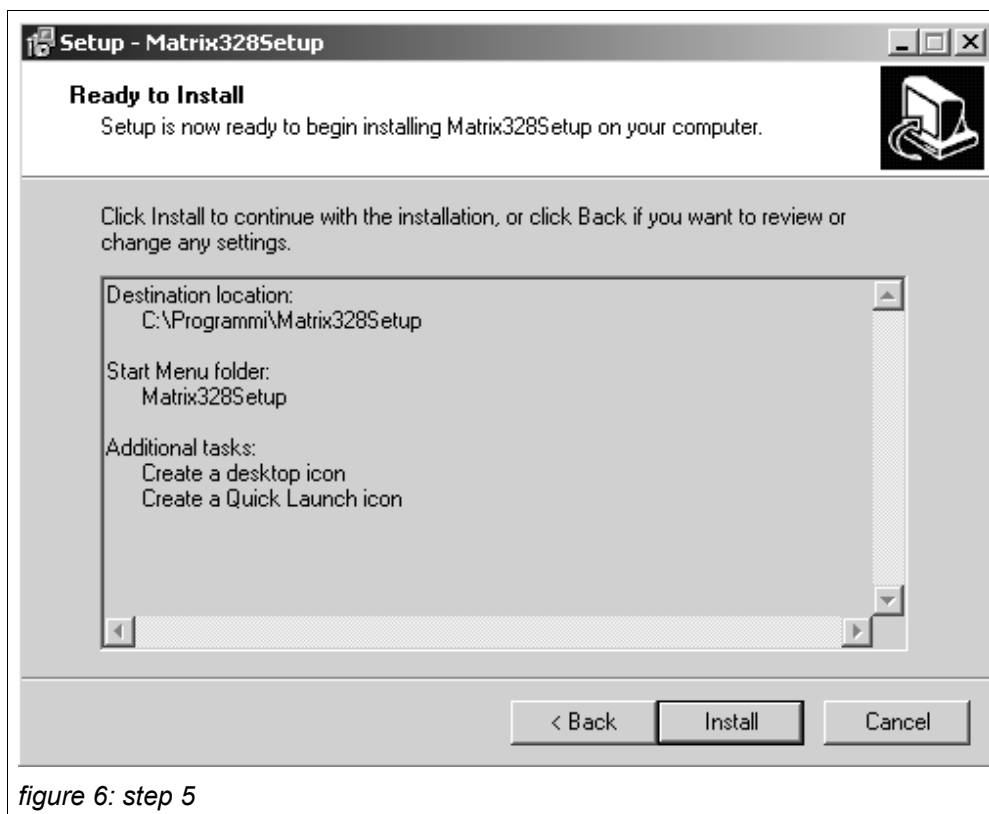 Setup - Matrix328Setup
Ready to Install
Setup is now ready to begin installing Matrix328Setup on your computer.
Click Install to continue with the installation, or click Back if you want to review or
change any settings.
Destination location:
C:\Programmi\Matrix328Setup
Start Menu folder:
Matrix328Setup
Additional tasks:
Create a desktop icon
Create a Quick Launch icon
< Back Install Cancel
figure 6: step 5